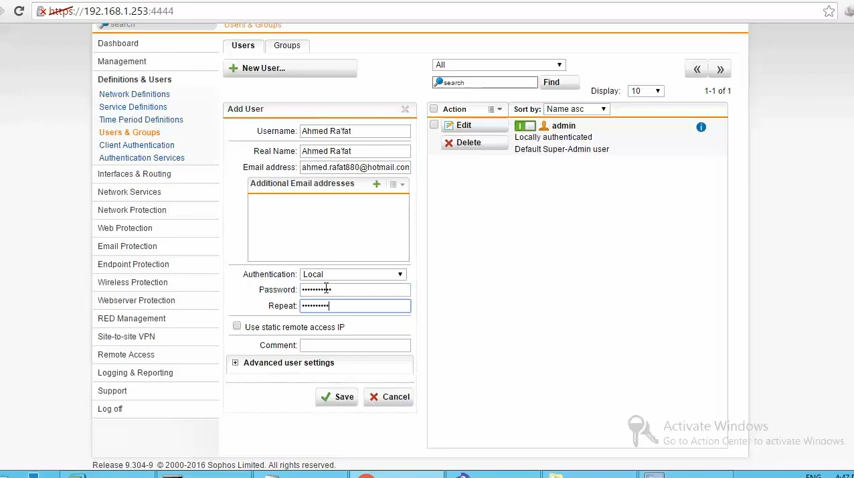 https://192.168.1.253:4444
search
Users & Groups
Dashboard
Management
Definitions & Users
Network Definitions
Service Definitions
Time Period Definitions
Users & Groups
Client Authentication
Authentication Services
Interfaces & Routing
Network Services
Network Protection
Web Protection
Email Protection
Endpoint Protection
Wireless Protection
Webserver Protection
RED Management
Site-to-site VPN
Remote Access
Logging & Reporting
Support
Log off
Users Groups
New User...
Add User
Username: Ahmed Ra'fat
Real Name: Ahmed Ra'fat
Email address: ahmed.rafat880@hotmail.con
Additional Email addresses
Authentication: Local
Password:
Repeat:
Use static remote access IP
Comment:
Advanced user settings
Save Cancel
All
search Find
Display: 10 1-1 of 1
Action Sort by: Name asc
Edit
Delete
admin
Locally authenticated
Default Super-Admin user
Activate Windows
Go to Action Center to activate Windows.
Release 9.304-9 © 2000-2016 Sophos Limited. All rights reserved.